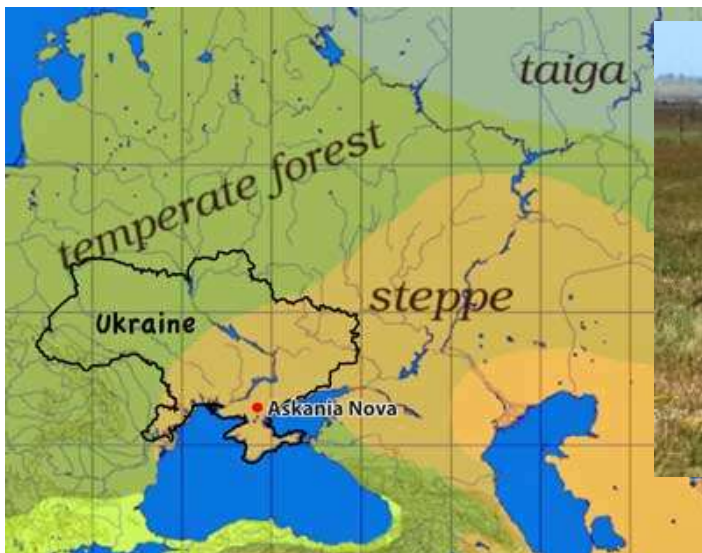 taiga
temperate forest
steppe
Ukraine
Askania Nova